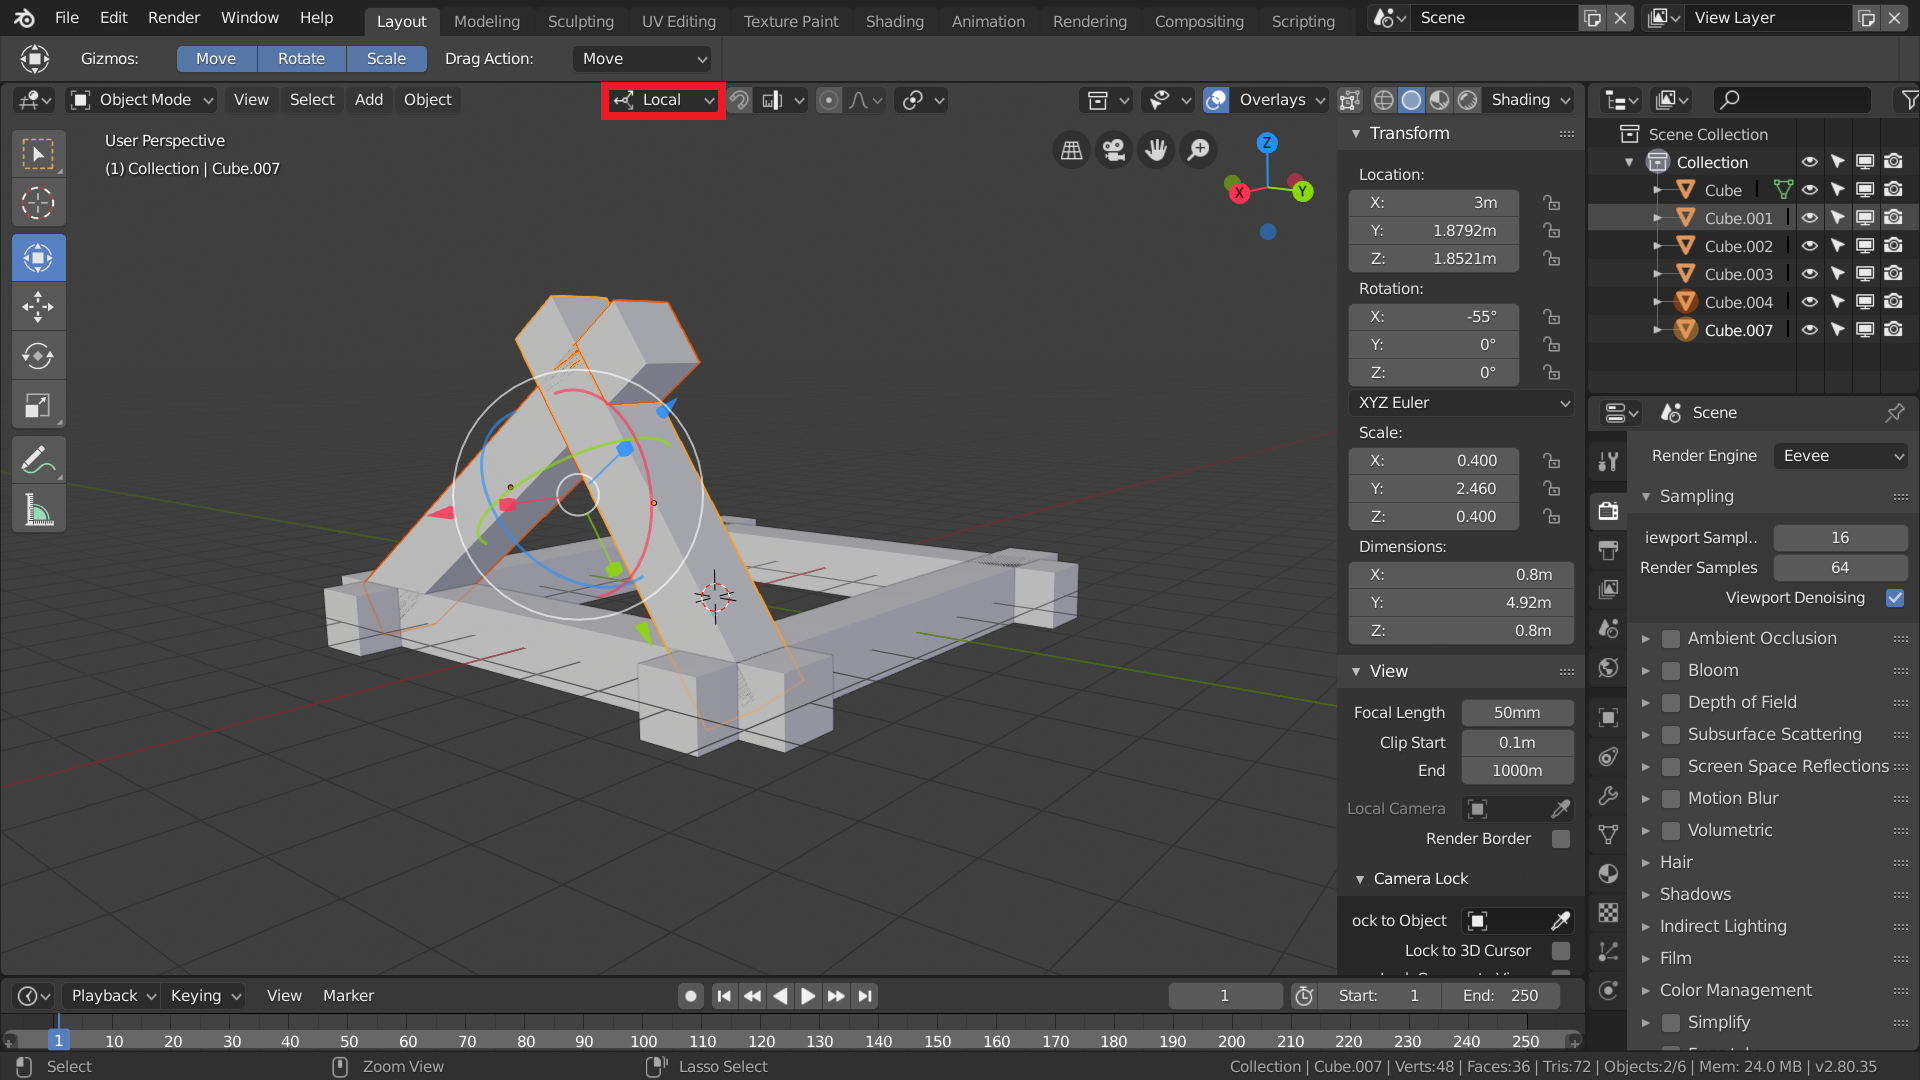 File Edit Render Window Help Layout Modeling Sculpting UV Editing Texture Paint Shading Animation Rendering Compositing Scripting Scene View Layer
Gizmos: Move Rotate Scale Drag Action: Move
Object Mode View Select Add Object Local Overlays Shading
User Perspective
(1) Collection | Cube.007
Z
X
Y
Transform
Location:
X: 3m
Y: 1.8792m
Z: 1.8521m
Rotation:
X: -55°
Y: 0°
Z: 0°
XYZ Euler
Scale:
X: 0.400
Y: 2.460
Z: 0.400
Dimensions:
X: 0.8m
Y: 4.92m
Z: 0.8m
View
Focal Length 50mm
Clip Start 0.1m
End 1000m
Local Camera
Render Border
Camera Lock
ock to Object
Lock to 3D Cursor
Scene Collection
Collection
Cube
Cube.001
Cube.002
Cube.003
Cube.004
Cube.007
Scene
Render Engine Eevee
Sampling
iewport Sampl.. 16
Render Samples 64
Viewport Denoising
Ambient Occlusion
Bloom
Depth of Field
Subsurface Scattering
Screen Space Reflections
Motion Blur
Volumetric
Hair
Shadows
Indirect Lighting
Film
Color Management
Simplify
Playback Keying View Marker 1 Start: 1 End: 250
1 10 20 30 40 50 60 70 80 90 100 110 120 130 140 150 160 170 180 190 200 210 220 230 240 250
Select Zoom View Lasso Select Collection | Cube.007 | Verts:48 | Faces:36 | Tris:72 | Objects:2/6 | Mem: 24.0 MB | v2.80.35